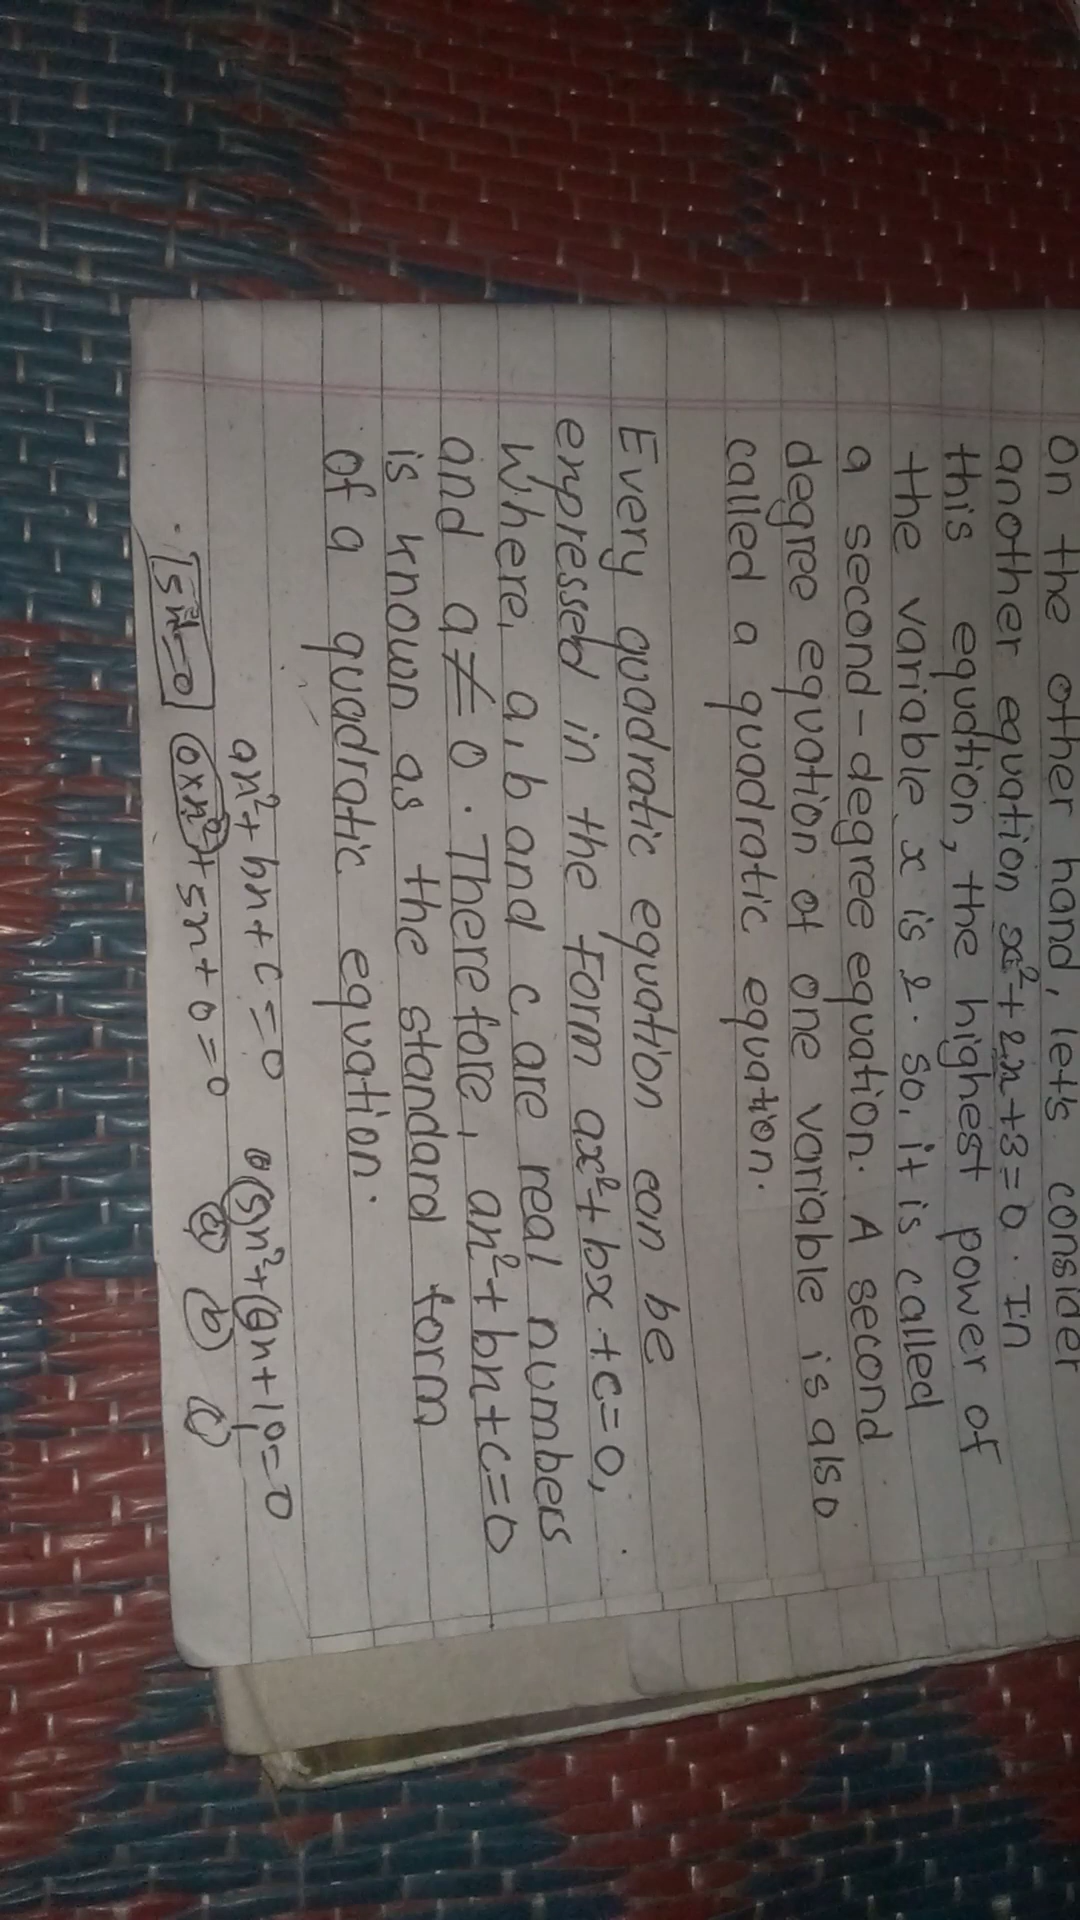 on the other hand, let's consider
another equation x²+2x+3=0. In
this equation, the highest power of
the variable x is 2. so, it is called
a second-degree equation. A second
degree equation of one variable is also
called a quadratic equation.
Every quadratic equation can be
expressed in the form ax²+bx+c=0,
where, a, b and c are real numbers
and a≠0. Therefore, ax²+bx+c=0
is known as the standard form
of a quadratic equation.
ax²+bx+c=0 5x²+9x+10=0
0×x²+5x+0=0 a b c